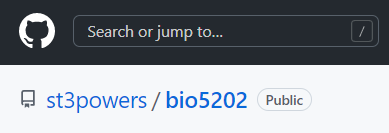 Search or jump to... /
st3powers / bio5202 Public